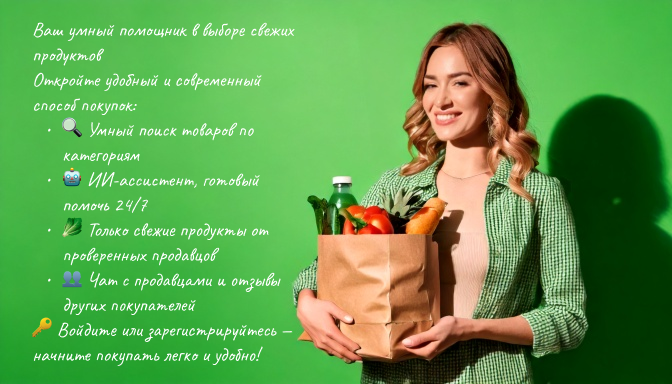 Ваш умный помощник в выборе свежих
продуктов
Откройте удобный и современный
способ покупок:
• 🔍 Умный поиск товаров по
категориям
• 🤖 ИИ-ассистент, готовый
помочь 24/7
• 🥬 Только свежие продукты от
проверенных продавцов
• 👥 Чат с продавцами и отзывы
других покупателей
🔑 Войдите или зарегистрируйтесь —
начните покупать легко и удобно!